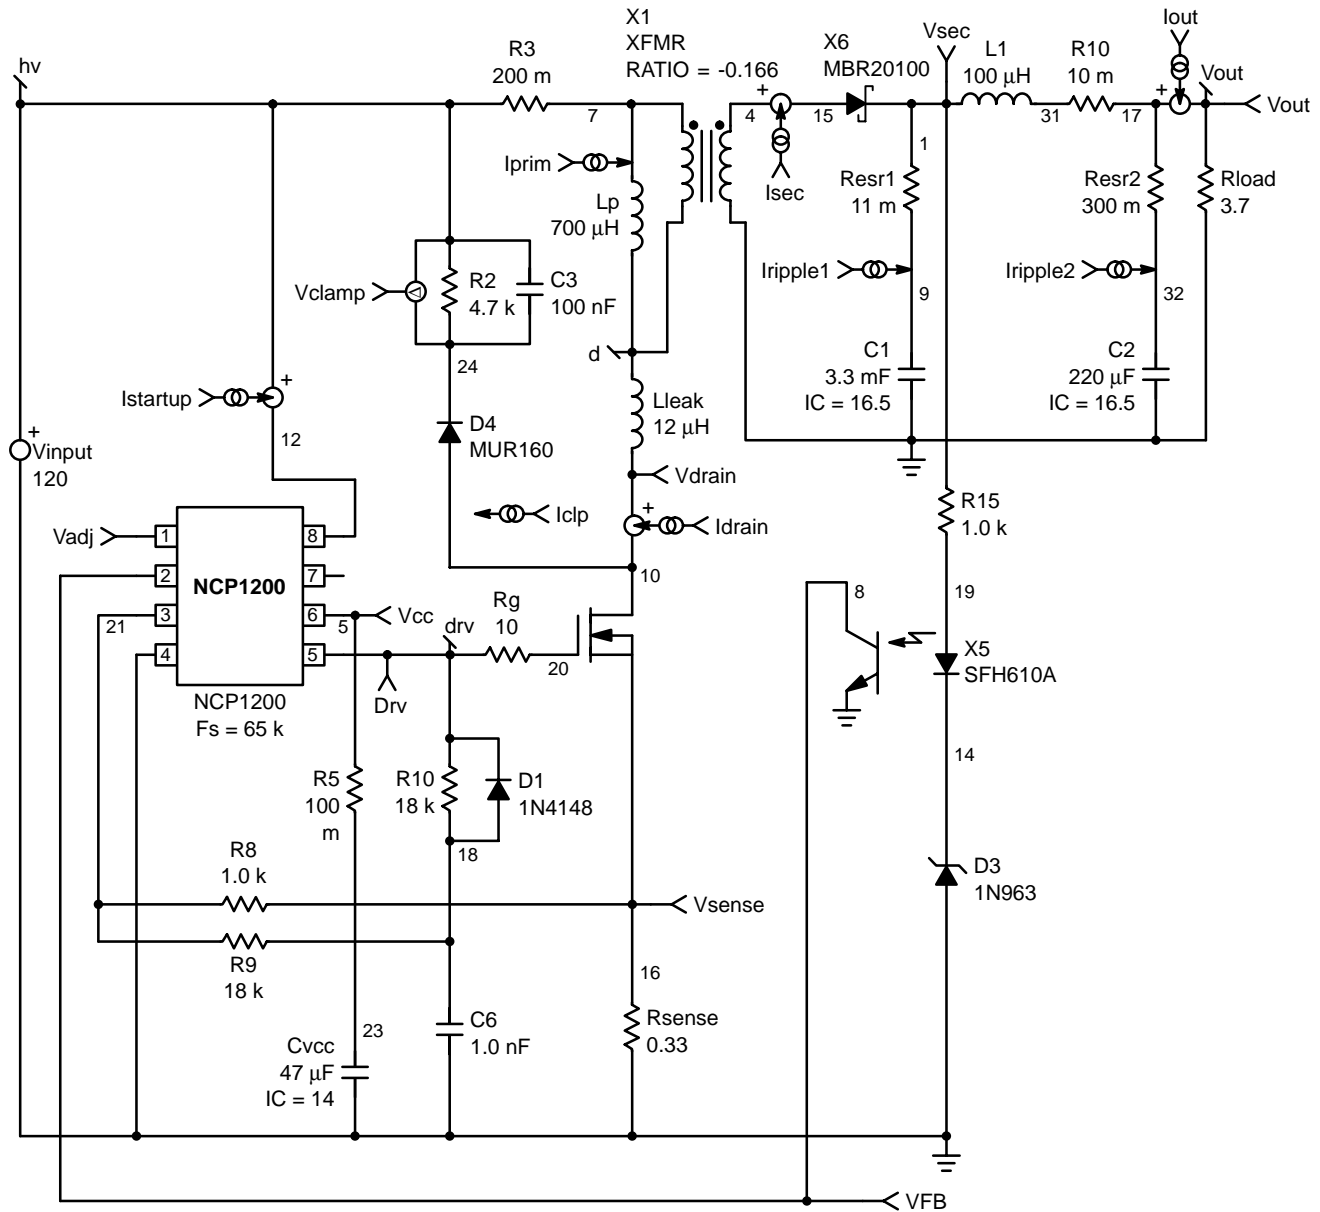 X1
XFMR
RATIO = -0.166
Iout
Vsec
X6
MBR20100
L1
100 μH
R10
10 m
Vout
Vout
hv
R3
200 m
7
+
4
15
31
17
+
Iprim
Isec
1
Lp
700 μH
Resr1
11 m
Resr2
300 m
Rload
3.7
Iripple1
Iripple2
9
32
Vclamp
R2
4.7 k
C3
100 nF
d
24
C1
3.3 mF
IC = 16.5
C2
220 μF
IC = 16.5
Istartup
+
12
D4
MUR160
Lleak
12 μH
+
Vinput
120
Vdrain
R15
1.0 k
Iclp
+
Idrain
Vadj
1
8
2
NCP1200
7
3
6
4
5
21
5
Vcc
10
Rg
10
drv
20
8
19
X5
SFH610A
NCP1200
Fs = 65 k
Drv
14
R5
100
m
R10
18 k
D1
1N4148
18
R8
1.0 k
D3
1N963
Vsense
R9
18 k
16
23
C6
1.0 nF
Rsense
0.33
Cvcc
47 μF
IC = 14
VFB